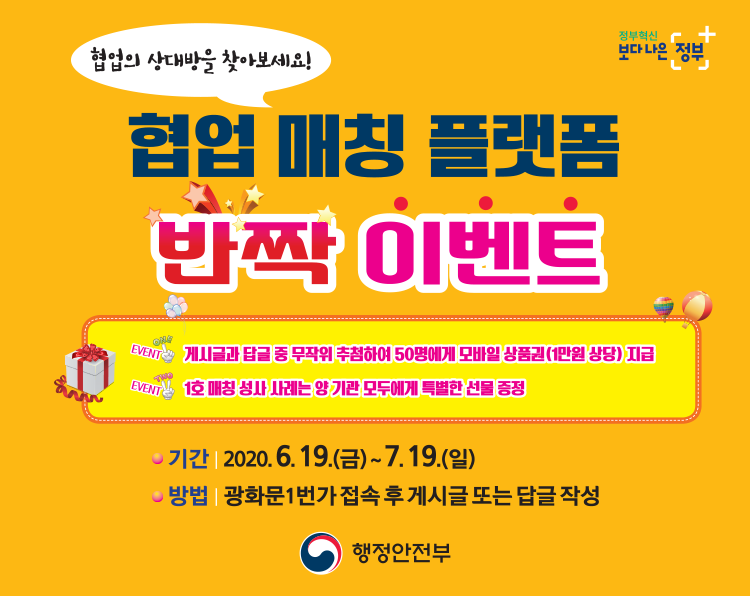 협업의 상대방을 찾아보세요!
정부혁신
보다 나은 정부
협업 매칭 플랫폼
반짝 이벤트
EVENT ONE 게시글과 답글 중 무작위 추첨하여 50명에게 모바일 상품권(1만원 상당) 지급
EVENT TWO 1호 매칭 성사 사례는 양 기관 모두에게 특별한 선물 증정
기간 | 2020. 6. 19.(금) ~ 7. 19.(일)
방법 | 광화문1번가 접속 후 게시글 또는 답글 작성
행정안전부